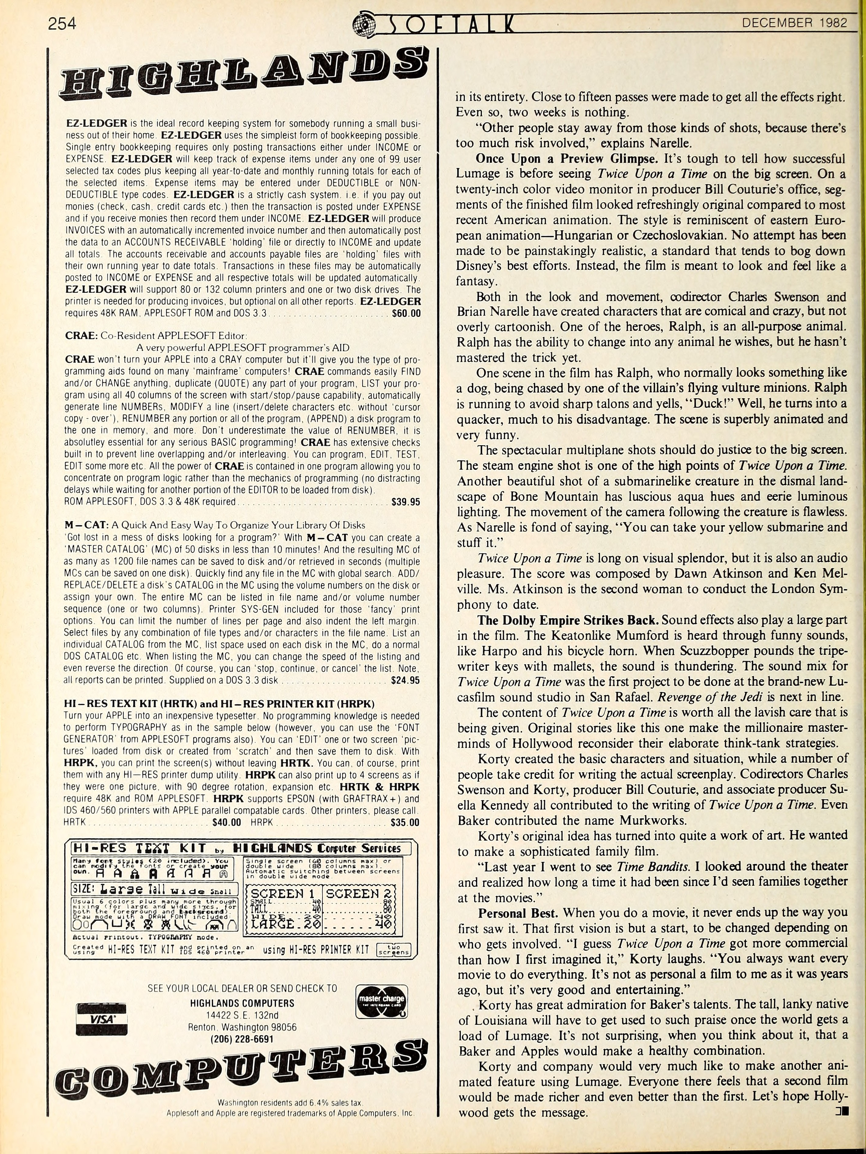 254
SOFTALK
DECEMBER 1982
HIGHLANDS
EZ-LEDGER is the ideal record keeping system for somebody running a small busi-
ness out of their home. EZ-LEDGER uses the simpleist form of bookkeeping possible.
Single entry bookkeeping requires only posting transactions either under INCOME or
EXPENSE. EZ-LEDGER will keep track of expense items under any one of 99 user
selected tax codes plus keeping all year-to-date and monthly running totals for each of
the selected items. Expense items may be entered under DEDUCTIBLE or NON-
DEDUCTIBLE type codes. EZ-LEDGER is a strictly cash system, i.e. if you pay out
monies (check, cash, credit cards etc.) then the transaction is posted under EXPENSE
and if you receive monies then record them under INCOME. EZ-LEDGER will produce
INVOICES with an automatically incremented invoice number and then automatically post
the data to an ACCOUNTS RECEIVABLE 'holding' file or directly to INCOME and update
all totals. The accounts receivable and accounts payable files are 'holding' files with
their own running year to date totals. Transactions in these files may be automatically
posted to INCOME or EXPENSE and all respective totals will be updated automatically.
EZ-LEDGER will support 80 or 132 column printers and one or two disk drives. The
printer is needed for producing invoices, but optional on all other reports. EZ-LEDGER
requires 48K RAM, APPLESOFT ROM and DOS 3.3 . . . . . . . . . . $60.00
CRAE: Co-Resident APPLESOFT Editor:
A very powerful APPLESOFT programmer's AID
CRAE won't turn your APPLE into a CRAY computer but it'll give you the type of pro-
gramming aids found on many 'mainframe' computers! CRAE commands easily FIND
and/or CHANGE anything, duplicate (QUOTE) any part of your program, LIST your pro-
gram using all 40 columns of the screen with start/stop/pause capability, automatically
generate line NUMBERs, MODIFY a line (insert/delete characters etc. without 'cursor
copy - over'), RENUMBER any portion or all of the program, (APPEND) a disk program to
the one in memory, and more. Don't underestimate the value of RENUMBER, it is
absolutley essential for any serious BASIC programming! CRAE has extensive checks
built in to prevent line overlapping and/or interleaving. You can program, EDIT, TEST,
EDIT some more etc. All the power of CRAE is contained in one program allowing you to
concentrate on program logic rather than the mechanics of programming (no distracting
delays while waiting for another portion of the EDITOR to be loaded from disk).
ROM APPLESOFT, DOS 3.3 & 48K required . . . . . . . . . . $39.95
M—CAT: A Quick And Easy Way To Organize Your Library Of Disks
'Got lost in a mess of disks looking for a program?' With M—CAT you can create a
'MASTER CATALOG' (MC) of 50 disks in less than 10 minutes! And the resulting MC of
as many as 1200 file names can be saved to disk and/or retrieved in seconds (multiple
MCs can be saved on one disk). Quickly find any file in the MC with global search. ADD/
REPLACE/DELETE a disk's CATALOG in the MC using the volume numbers on the disk or
assign your own. The entire MC can be listed in file name and/or volume number
sequence (one or two columns). Printer SYS-GEN included for those 'fancy' print
options. You can limit the number of lines per page and also indent the left margin.
Select files by any combination of file types and/or characters in the file name. List an
individual CATALOG from the MC, list space used on each disk in the MC, do a normal
DOS CATALOG etc. When listing the MC, you can change the speed of the listing and
even reverse the direction. Of course, you can 'stop, continue, or cancel' the list. Note,
all reports can be printed. Supplied on a DOS 3.3 disk . . . . . . . . . . $24.95
HI—RES TEXT KIT (HRTK) and HI—RES PRINTER KIT (HRPK)
Turn your APPLE into an inexpensive typesetter. No programming knowledge is needed
to perform TYPOGRAPHY as in the sample below (however, you can use the 'FONT
GENERATOR' from APPLESOFT programs also). You can 'EDIT' one or two screen 'pic-
tures' loaded from disk or created from 'scratch' and then save them to disk. With
HRPK, you can print the screen(s) without leaving HRTK. You can, of course, print
them with any HI—RES printer dump utility. HRPK can also print up to 4 screens as if
they were one picture, with 90 degree rotation, expansion etc. HRTK & HRPK
require 48K and ROM APPLESOFT. HRPK supports EPSON (with GRAFTRAX+) and
IDS 460/560 printers with APPLE parallel compatable cards. Other printers, please call.
HRTK . . . . . . . . . . $40.00 HRPK . . . . . . . . . . $35.00
HI-RES TEXT KIT by HIGHLANDS Computer Services
Many font styles (20 included). You
can modify the fonts or create your
own. A A A A A A A
SIZE: Large Tall Wide Small
Usual 6 colors plus many more through
mixing (for large and wide sizes, for
both the foreground and background)
Draw mode with a DRAW FONT included
Actual Printout, TYPOGRAPHY mode.
Single screen (40 columns max) or
double wide (80 columns max).
Automatic switching between screens
in double wide mode
SCREEN 1 SCREEN 2
SMALL 40 80
TALL 40 80
WIDE 20 40
LARGE.20 40
Created using HI-RES TEXT KIT and printed on an IDS 460 printer using HI-RES PRINTER KIT two screens
SEE YOUR LOCAL DEALER OR SEND CHECK TO
HIGHLANDS COMPUTERS
14422 S.E. 132nd
Renton, Washington 98056
(206) 228-6691
VISA
master charge
THE INTERBANK CARD
COMPUTERS
Washington residents add 6.4% sales tax.
Applesoft and Apple are registered trademarks of Apple Computers, Inc.
in its entirety. Close to fifteen passes were made to get all the effects right.
Even so, two weeks is nothing.
"Other people stay away from those kinds of shots, because there's
too much risk involved," explains Narelle.
Once Upon a Preview Glimpse. It's tough to tell how successful
Lumage is before seeing Twice Upon a Time on the big screen. On a
twenty-inch color video monitor in producer Bill Couturie's office, seg-
ments of the finished film looked refreshingly original compared to most
recent American animation. The style is reminiscent of eastern Euro-
pean animation—Hungarian or Czechoslovakian. No attempt has been
made to be painstakingly realistic, a standard that tends to bog down
Disney's best efforts. Instead, the film is meant to look and feel like a
fantasy.
Both in the look and movement, codirector Charles Swenson and
Brian Narelle have created characters that are comical and crazy, but not
overly cartoonish. One of the heroes, Ralph, is an all-purpose animal.
Ralph has the ability to change into any animal he wishes, but he hasn't
mastered the trick yet.
One scene in the film has Ralph, who normally looks something like
a dog, being chased by one of the villain's flying vulture minions. Ralph
is running to avoid sharp talons and yells, "Duck!" Well, he turns into a
quacker, much to his disadvantage. The scene is superbly animated and
very funny.
The spectacular multiplane shots should do justice to the big screen.
The steam engine shot is one of the high points of Twice Upon a Time.
Another beautiful shot of a submarinelike creature in the dismal land-
scape of Bone Mountain has luscious aqua hues and eerie luminous
lighting. The movement of the camera following the creature is flawless.
As Narelle is fond of saying, "You can take your yellow submarine and
stuff it."
Twice Upon a Time is long on visual splendor, but it is also an audio
pleasure. The score was composed by Dawn Atkinson and Ken Mel-
ville. Ms. Atkinson is the second woman to conduct the London Sym-
phony to date.
The Dolby Empire Strikes Back. Sound effects also play a large part
in the film. The Keatonlike Mumford is heard through funny sounds,
like Harpo and his bicycle horn. When Scuzzbopper pounds the tripe-
writer keys with mallets, the sound is thundering. The sound mix for
Twice Upon a Time was the first project to be done at the brand-new Lu-
casfilm sound studio in San Rafael. Revenge of the Jedi is next in line.
The content of Twice Upon a Time is worth all the lavish care that is
being given. Original stories like this one make the millionaire master-
minds of Hollywood reconsider their elaborate think-tank strategies.
Korty created the basic characters and situation, while a number of
people take credit for writing the actual screenplay. Codirectors Charles
Swenson and Korty, producer Bill Couturie, and associate producer Su-
ella Kennedy all contributed to the writing of Twice Upon a Time. Even
Baker contributed the name Murkworks.
Korty's original idea has turned into quite a work of art. He wanted
to make a sophisticated family film.
"Last year I went to see Time Bandits. I looked around the theater
and realized how long a time it had been since I'd seen families together
at the movies."
Personal Best. When you do a movie, it never ends up the way you
first saw it. That first vision is but a start, to be changed depending on
who gets involved. "I guess Twice Upon a Time got more commercial
than how I first imagined it," Korty laughs. "You always want every
movie to do everything. It's not as personal a film to me as it was years
ago, but it's very good and entertaining."
Korty has great admiration for Baker's talents. The tall, lanky native
of Louisiana will have to get used to such praise once the world gets a
load of Lumage. It's not surprising, when you think about it, that a
Baker and Apples would make a healthy combination.
Korty and company would very much like to make another ani-
mated feature using Lumage. Everyone there feels that a second film
would be made richer and even better than the first. Let's hope Holly-
wood gets the message.